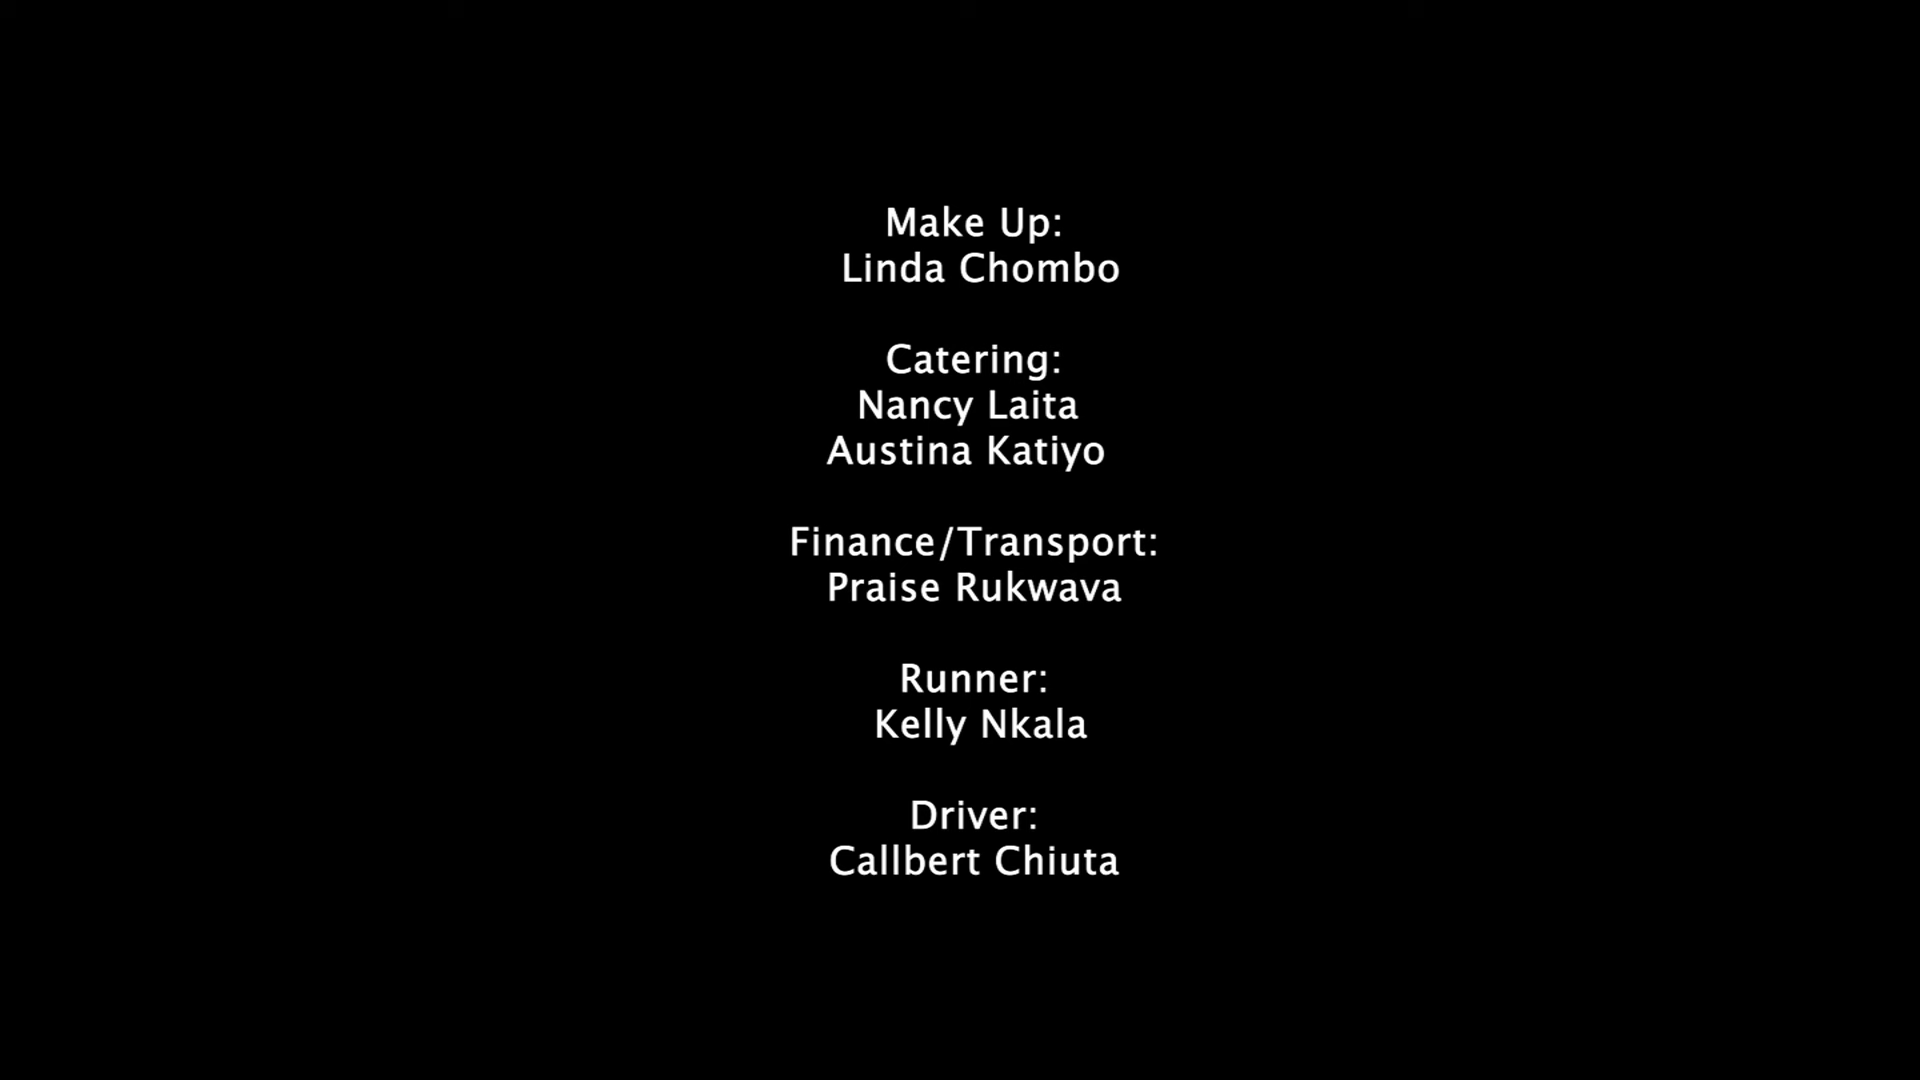 Make Up:
Linda Chombo
Catering:
Nancy Laita
Austina Katiyo
Finance/Transport:
Praise Rukwava
Runner:
Kelly Nkala
Driver:
Callbert Chiuta